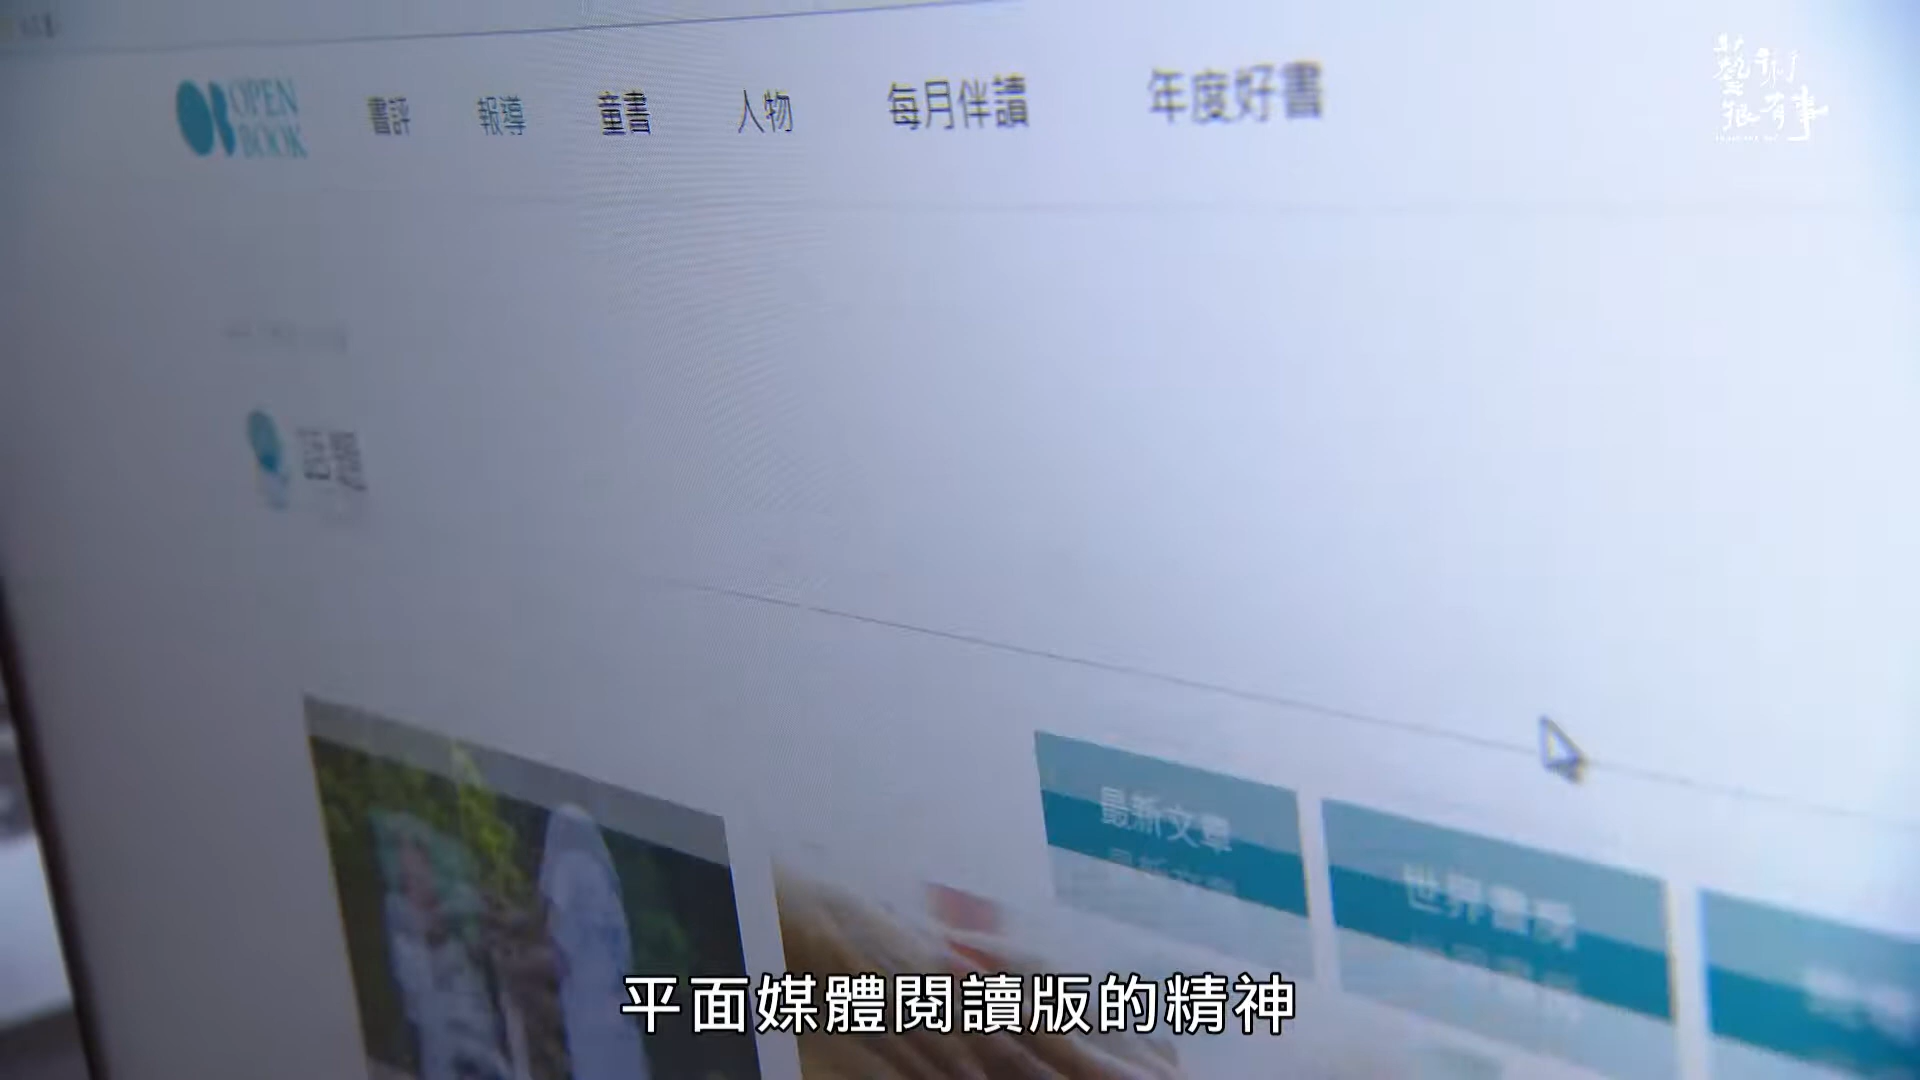 OPEN
BOOK
書評
報導
童書
人物
每月伴讀
年度好書
藝術
很有事
話題
最新文章
世界書房
平面媒體閱讀版的精神